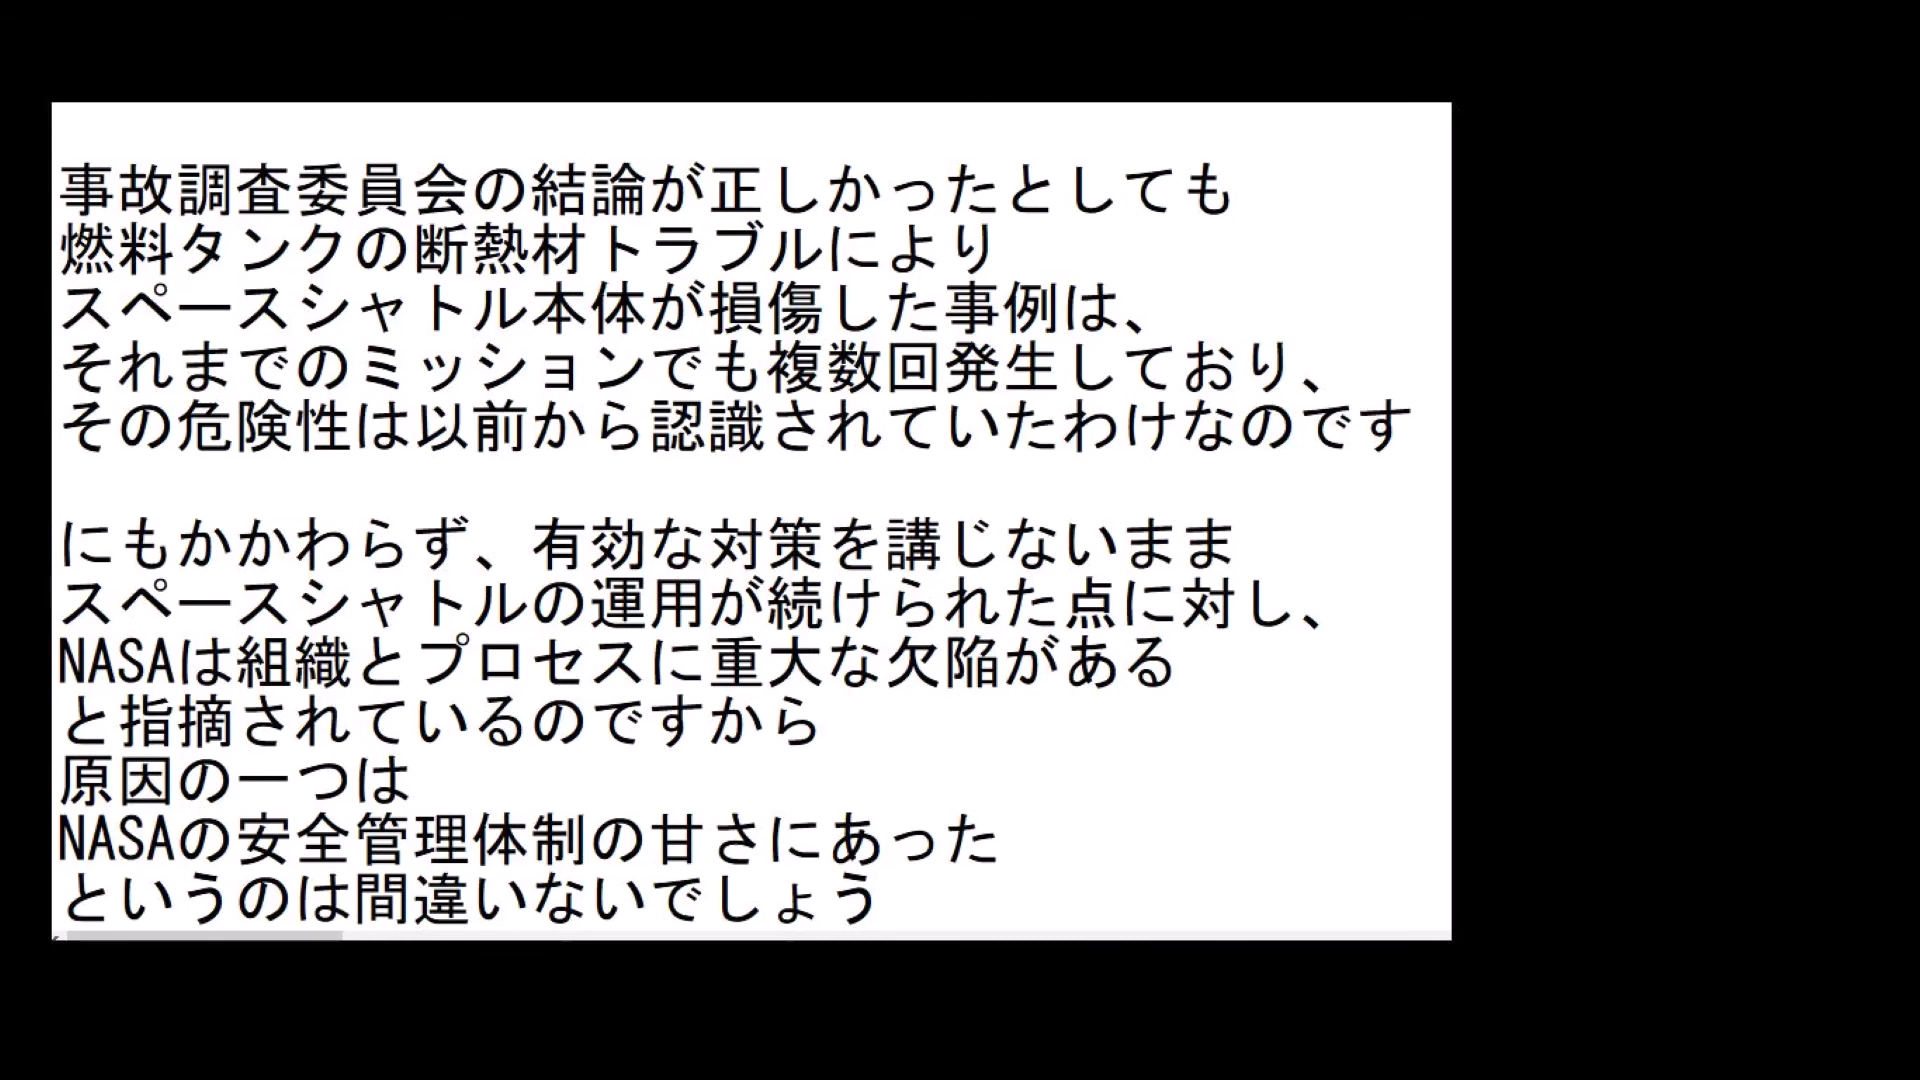 事故調査委員会の結論が正しかったとしても
燃料タンクの断熱材トラブルにより
スペースシャトル本体が損傷した事例は、
それまでのミッションでも複数回発生しており、
その危険性は以前から認識されていたわけなのです
にもかかわらず、有効な対策を講じないまま
スペースシャトルの運用が続けられた点に対し、
NASAは組織とプロセスに重大な欠陥がある
と指摘されているのですから
原因の一つは
NASAの安全管理体制の甘さにあった
というのは間違いないでしょう